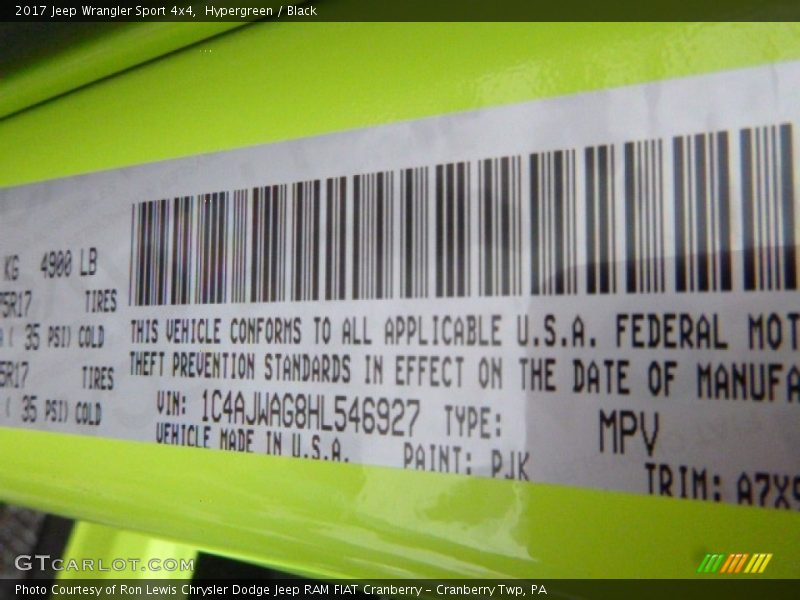 2017 Jeep Wrangler Sport 4x4, Hypergreen / Black
KG 4900 LB
5R17 TIRES
( 35 PSI) COLD
5R17 TIRES
( 35 PSI) COLD
THIS VEHICLE CONFORMS TO ALL APPLICABLE U.S.A. FEDERAL MOT
THEFT PREVENTION STANDARDS IN EFFECT ON THE DATE OF MANUFA
VIN: 1C4AJWAG8HL546927 TYPE: MPV
VEHICLE MADE IN U.S.A. PAINT: PJK
TRIM: A7X9
GTCARLOT.COM
Photo Courtesy of Ron Lewis Chrysler Dodge Jeep RAM FIAT Cranberry – Cranberry Twp, PA